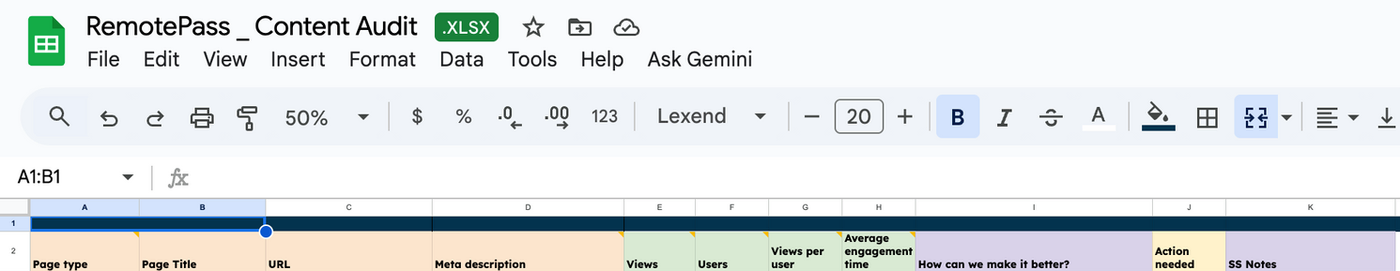 RemotePass _ Content Audit .XLSX
File Edit View Insert Format Data Tools Help Ask Gemini
50% $ % .0 .00 123 Lexend 20 B I S A
A1:B1 fx
A B C D E F G H I J K
1
2 Page type Page Title URL Meta description Views Users Views per user Average engagement time How can we make it better? Action needed SS Notes